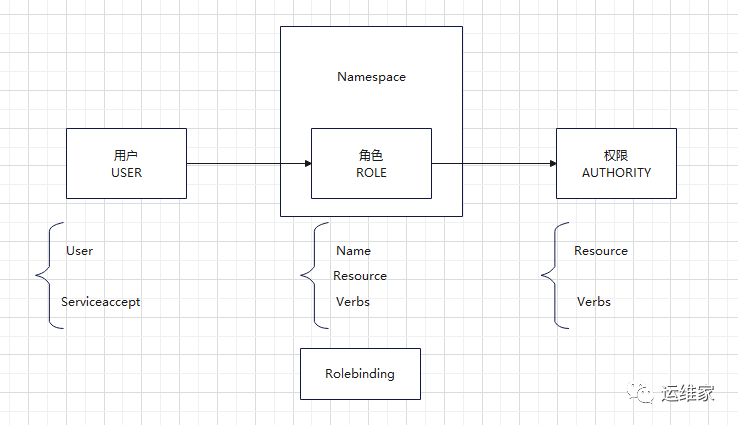 Namespace
用户
USER
角色
ROLE
权限
AUTHORITY
User
Serviceaccept
Name
Resource
Verbs
Resource
Verbs
Rolebinding
运维家